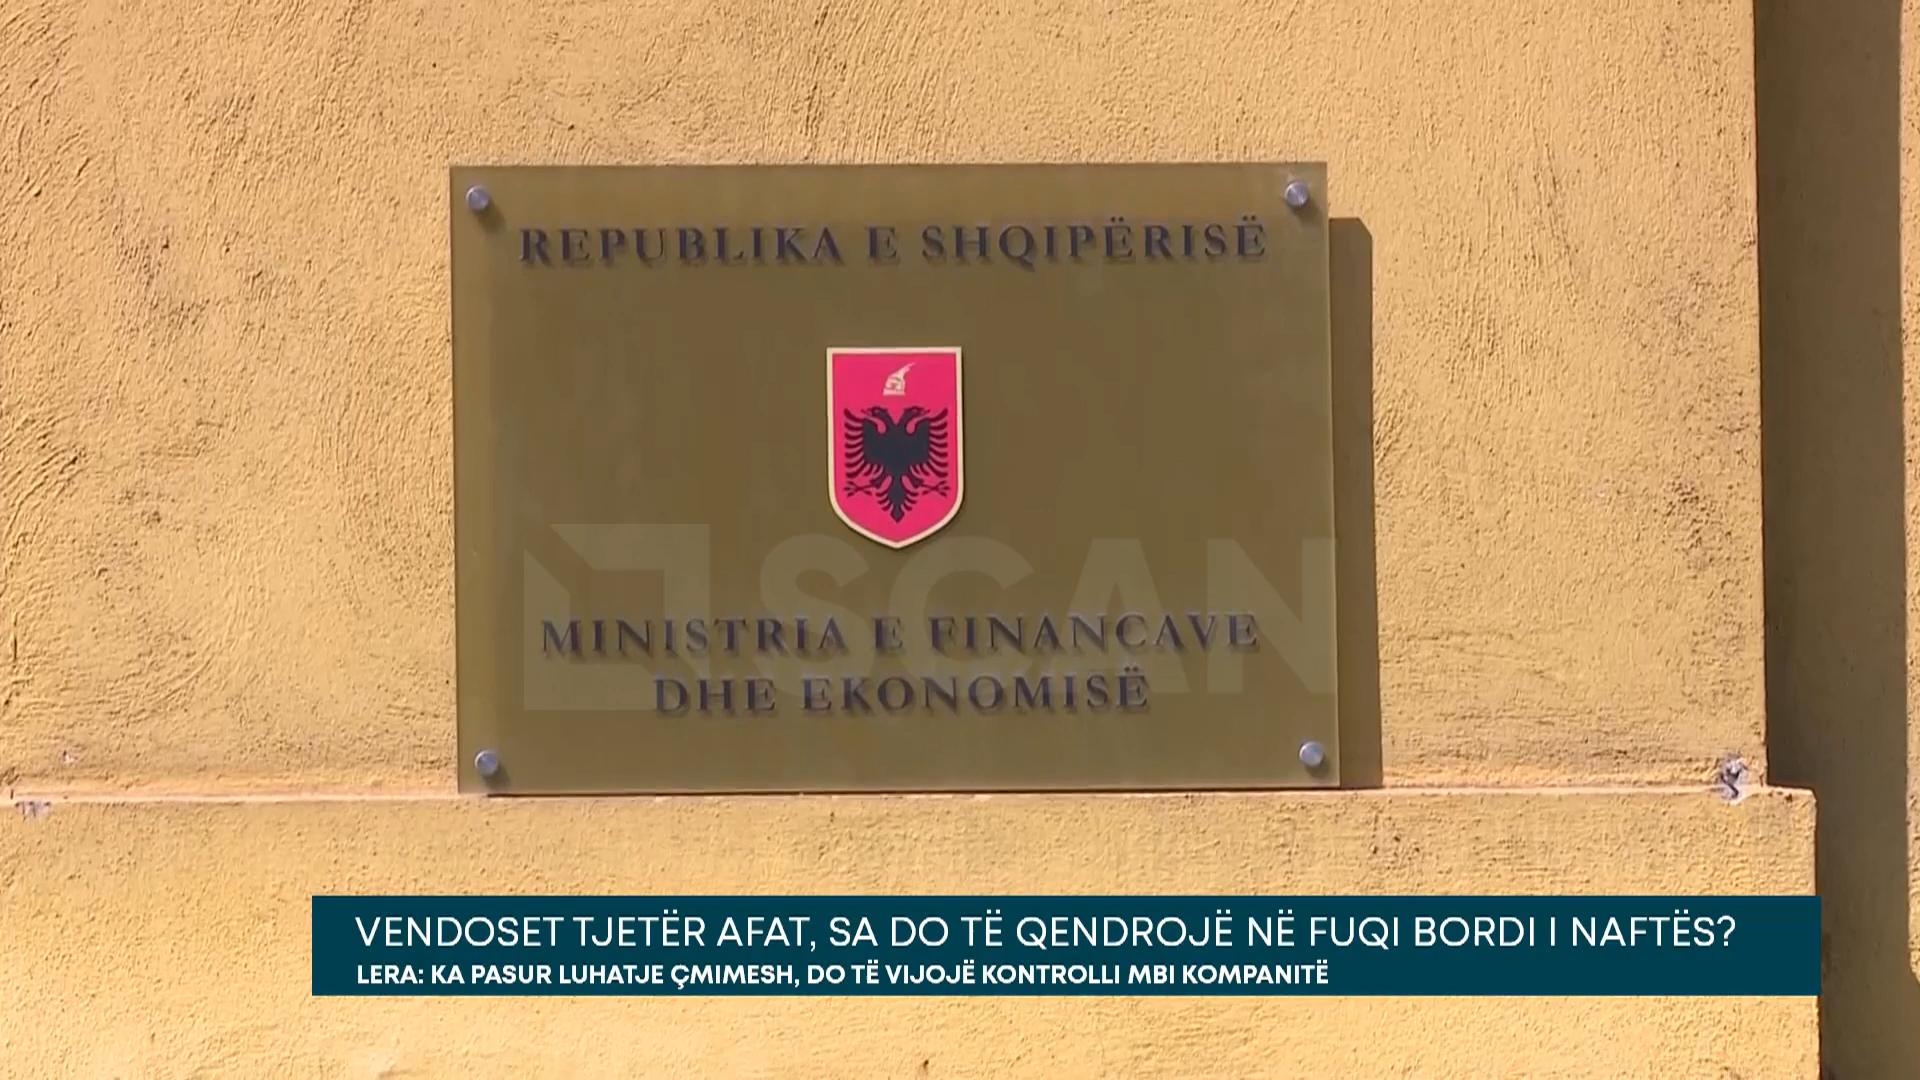 REPUBLIKA E SHQIPËRISË
SCAN
MINISTRIA E FINANCAVE
DHE EKONOMISË
VENDOSET TJETËR AFAT, SA DO TË QENDROJË NË FUQI BORDI I NAFTËS?
LERA: KA PASUR LUHATJE ÇMIMESH, DO TË VIJOJË KONTROLLI MBI KOMPANITË